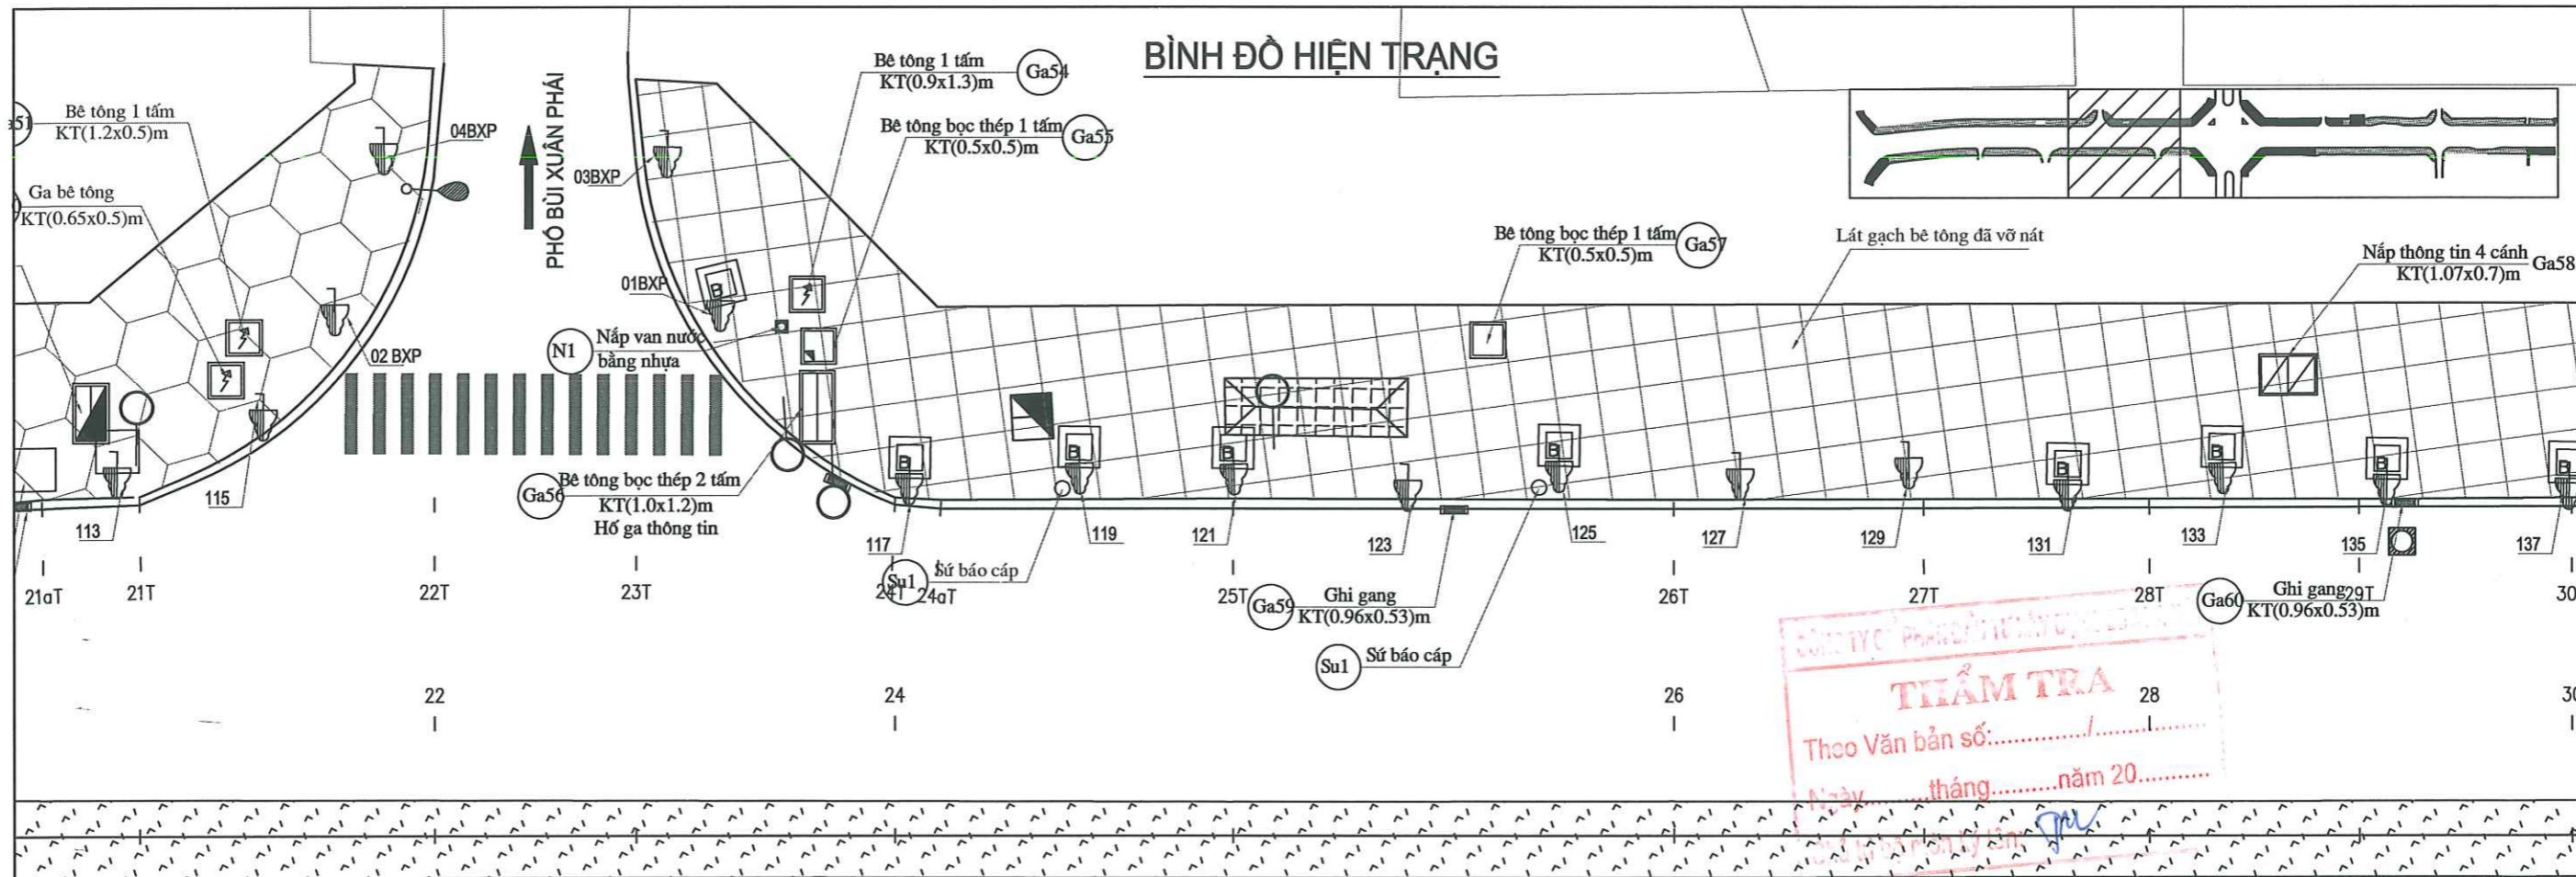 BÌNH ĐỒ HIỆN TRẠNG
Bê tông 1 tấm
KT(1.2x0.5)m
Ga bê tông
KT(0.65x0.5)m
04BXP
02 BXP
PHỐ BÙI XUÂN PHÁI
03BXP
01BXP
Bê tông 1 tấm
KT(0.9x1.3)m
Ga54
Bê tông bọc thép 1 tấm
KT(0.5x0.5)m
Ga55
N1
Nắp van nước
bằng nhựa
Ga56
Bê tông bọc thép 2 tấm
KT(1.0x1.2)m
Hố ga thông tin
Bê tông bọc thép 1 tấm
KT(0.5x0.5)m
Ga57
Lát gạch bê tông đã vỡ nát
Nắp thông tin 4 cánh
KT(1.07x0.7)m
Ga58
B
B
B
B
B
B
B
B
B
113
115
117
119
121
123
125
127
129
131
133
135
137
Su1
Sứ báo cáp
Ga59
Ghi gang
KT(0.96x0.53)m
Su1
Sứ báo cáp
Ga60
Ghi gang
KT(0.96x0.53)m
21aT
21T
22T
23T
24T
24aT
25T
26T
27T
28T
29T
22
24
26
28
THẨM TRA
Theo Văn bản số:............../..................
Ngày..........tháng..........năm 20...........